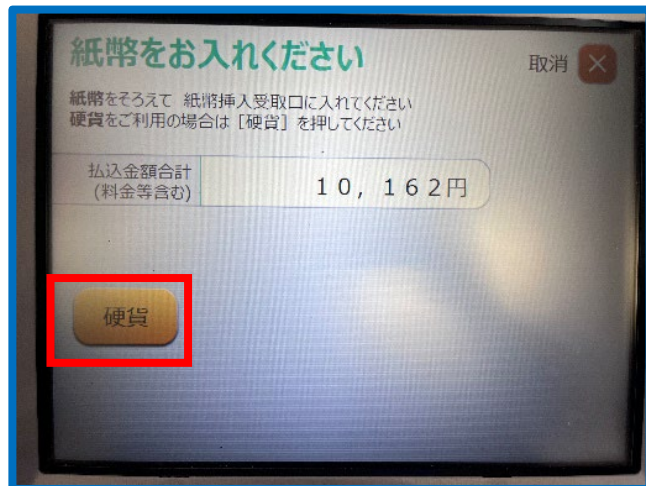 紙幣をお入れください
取消
紙幣をそろえて 紙幣挿入受取口に入れてください
硬貨をご利用の場合は [硬貨] を押してください
払込金額合計
(料金等含む)
10, 162円
硬貨